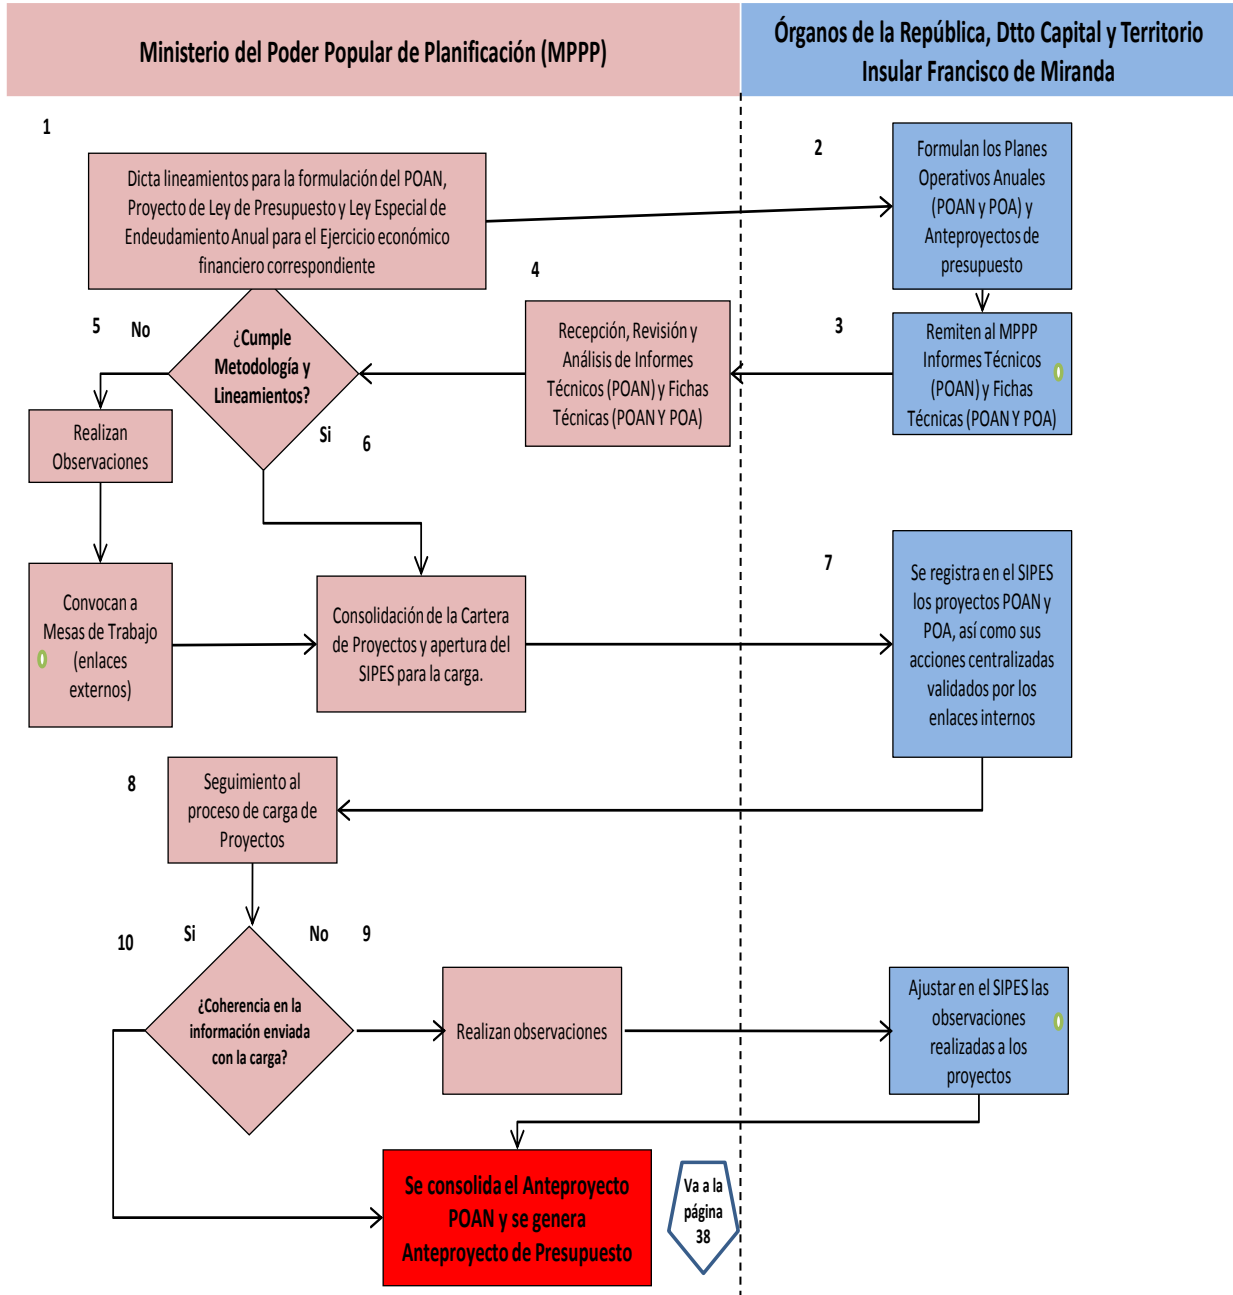 Ministerio del Poder Popular de Planificación (MPPP)
Órganos de la República, Dtto Capital y Territorio
Insular Francisco de Miranda
1
Dicta lineamientos para la formulación del POAN,
Proyecto de Ley de Presupuesto y Ley Especial de
Endeudamiento Anual para el Ejercicio económico
financiero correspondiente
2
Formulan los Planes
Operativos Anuales
(POAN y POA) y
Anteproyectos de
presupuesto
3
Remiten al MPPP
Informes Técnicos
(POAN) y Fichas
Técnicas (POAN Y POA)
4
Recepción, Revisión y
Análisis de Informes
Técnicos (POAN) y Fichas
Técnicas (POAN Y POA)
¿Cumple
Metodología y
Lineamientos?
5
No
Realizan
Observaciones
Si
6
Convocan a
Mesas de Trabajo
(enlaces
externos)
Consolidación de la Cartera
de Proyectos y apertura del
SIPES para la carga.
7
Se registra en el SIPES
los proyectos POAN y
POA, así como sus
acciones centralizadas
validados por los
enlaces internos
8
Seguimiento al
proceso de carga de
Proyectos
10
Si
No
9
¿Coherencia en la
información enviada
con la carga?
Realizan observaciones
Ajustar en el SIPES las
observaciones
realizadas a los
proyectos
Se consolida el Anteproyecto
POAN y se genera
Anteproyecto de Presupuesto
Va a la
página
38